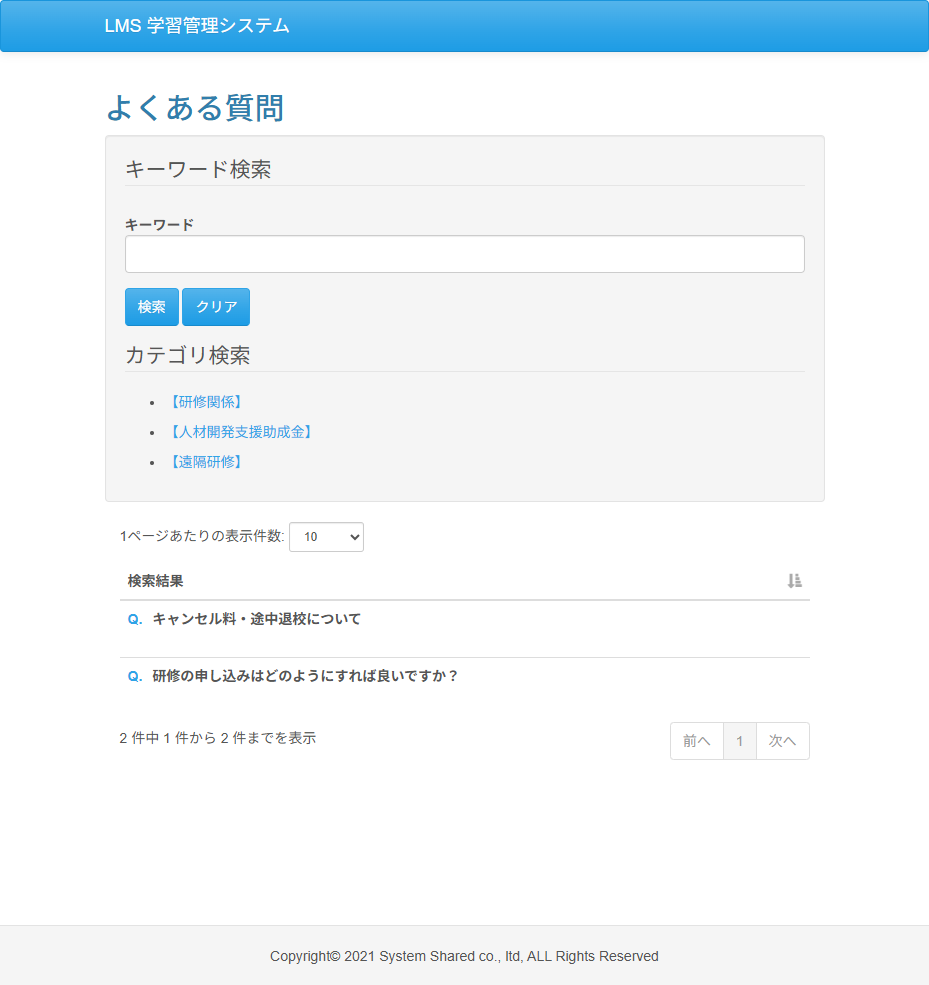 LMS 学習管理システム
よくある質問
キーワード検索
キーワード
検索 クリア
カテゴリ検索
【研修関係】
【人材開発支援助成金】
【遠隔研修】
1ページあたりの表示件数: 10
検索結果
Q. キャンセル料・途中退校について
Q. 研修の申し込みはどのようにすれば良いですか？
2 件中 1 件から 2 件までを表示
前へ 1 次へ
Copyright© 2021 System Shared co., ltd, ALL Rights Reserved